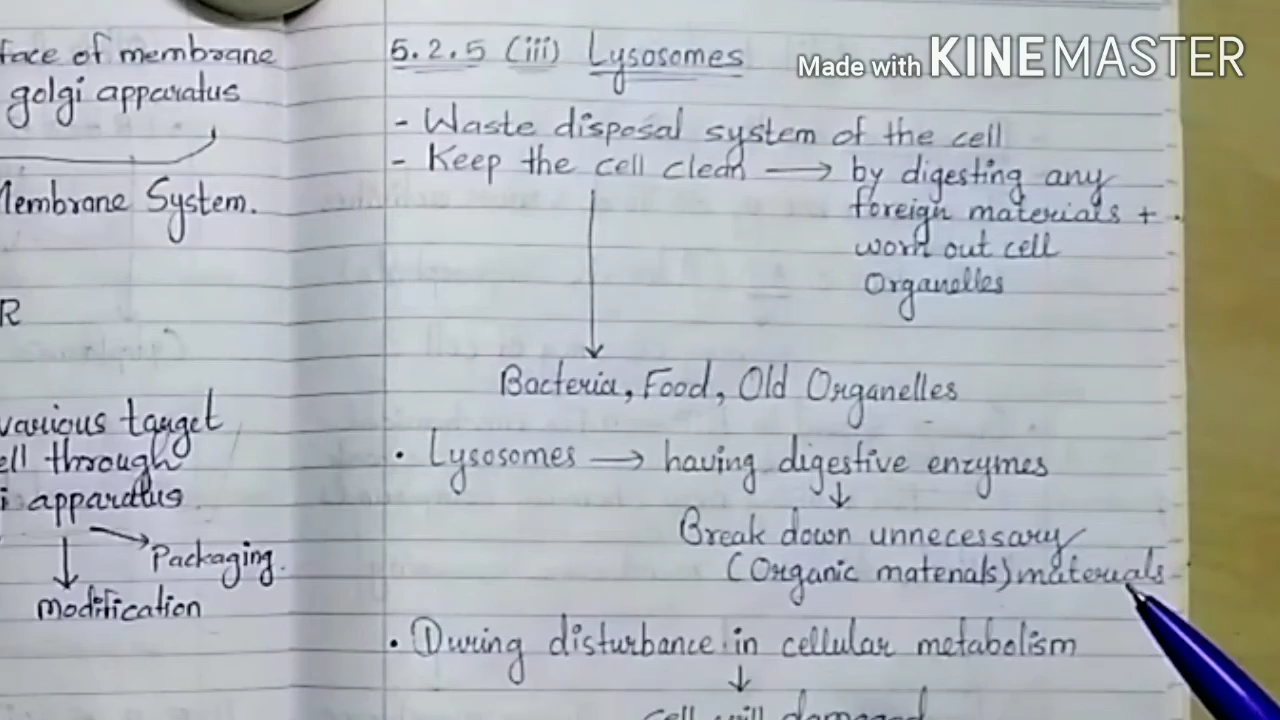 face of membrane
golgi apparatus
Membrane System.
R
various target
ell through
i apparatus
Packaging.
modification
5.2.5 (iii) Lysosomes
Made with KINEMASTER
- Waste disposal system of the cell
- Keep the cell clean → by digesting any
foreign materials +
worn out cell
Organelles
Bacteria, Food, Old Organelles
• Lysosomes → having digestive enzymes
↓
Break down unnecessary
(Organic materials) materials
• During disturbance in cellular metabolism
↓
cell will damaged